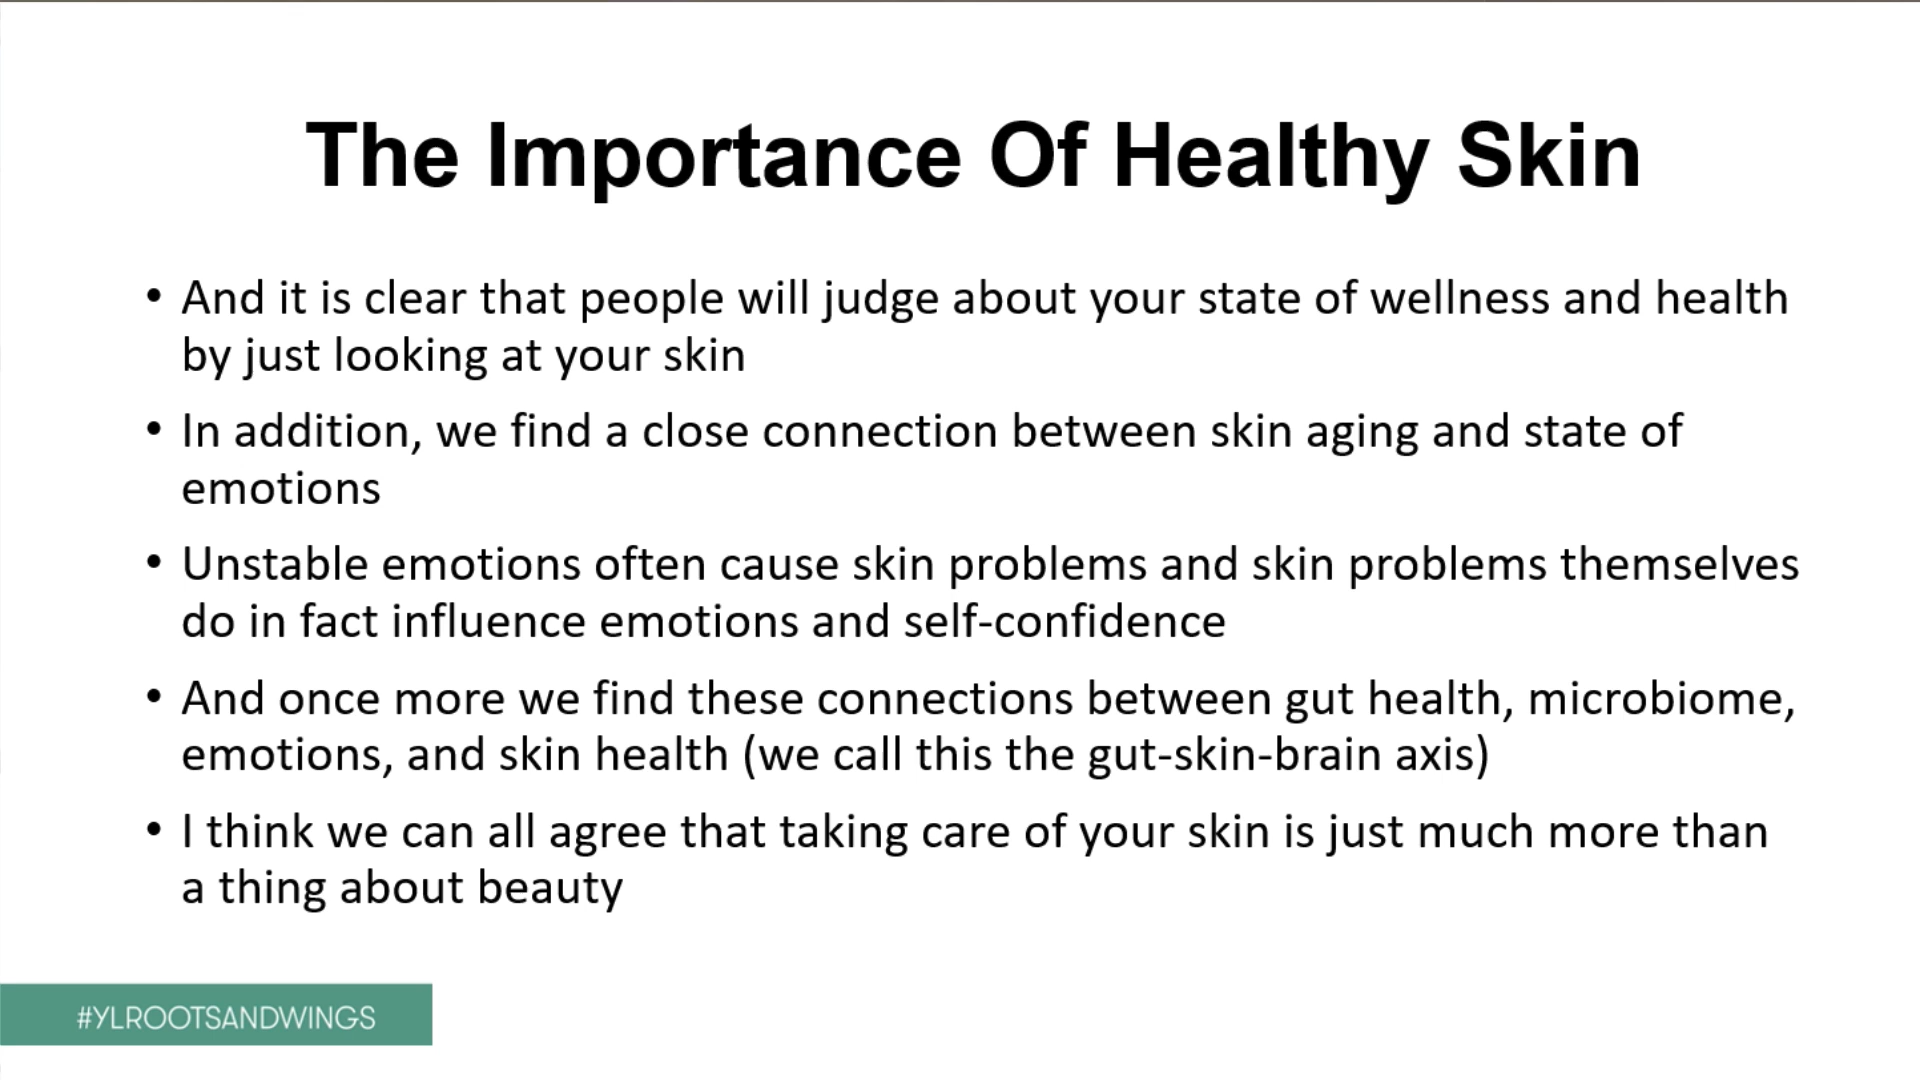 The Importance Of Healthy Skin
• And it is clear that people will judge about your state of wellness and health
by just looking at your skin
• In addition, we find a close connection between skin aging and state of
emotions
• Unstable emotions often cause skin problems and skin problems themselves
do in fact influence emotions and self-confidence
• And once more we find these connections between gut health, microbiome,
emotions, and skin health (we call this the gut-skin-brain axis)
• I think we can all agree that taking care of your skin is just much more than
a thing about beauty
#YLROOTSANDWINGS